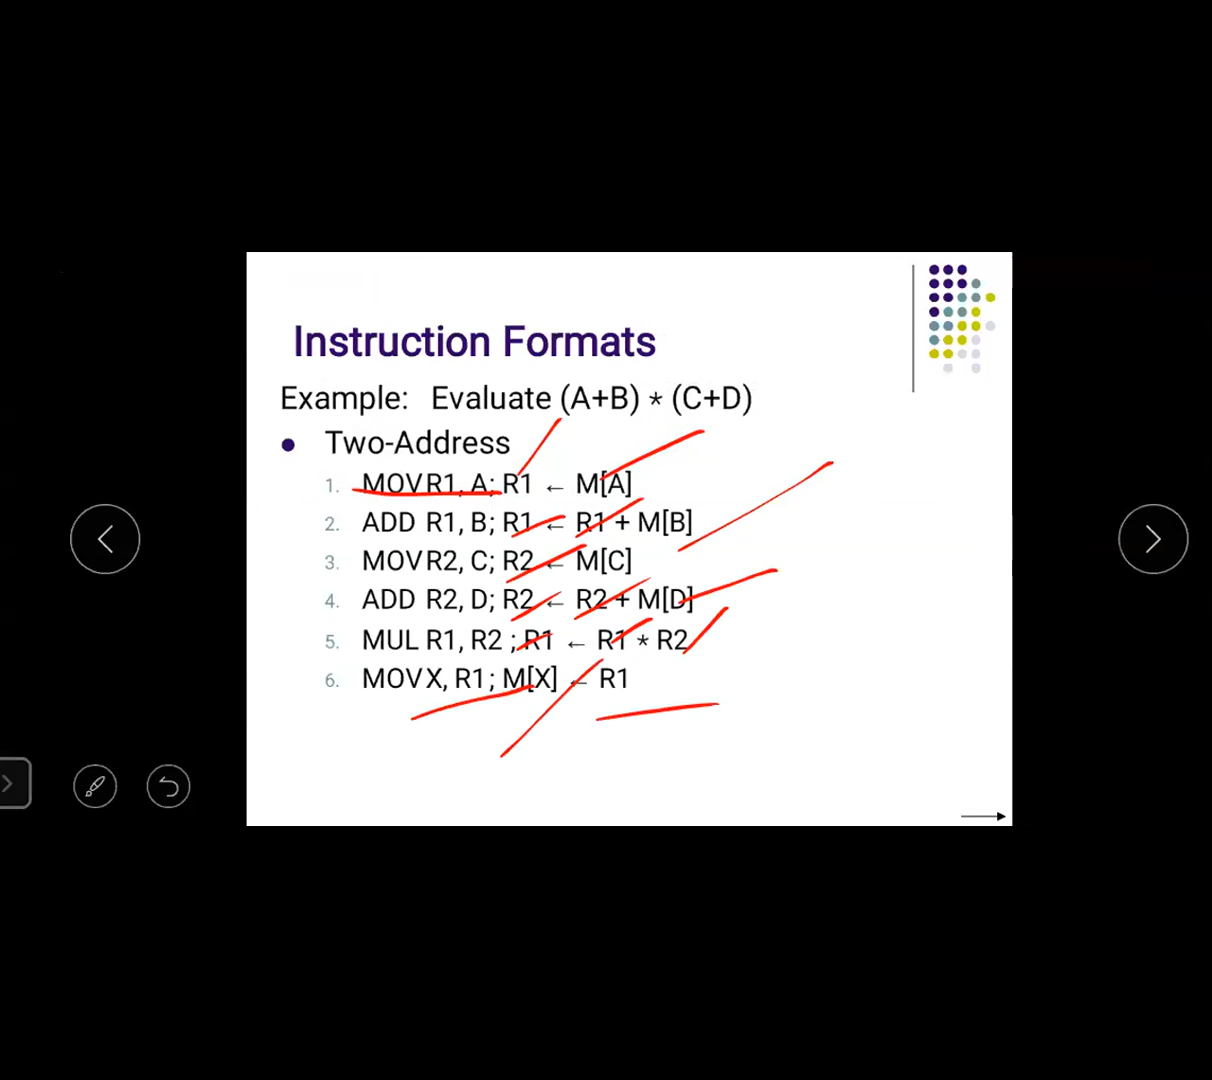 Instruction Formats
Example: Evaluate (A+B) * (C+D)
● Two-Address
1. MOV R1, A; R1 ← M[A]
2. ADD R1, B; R1 ← R1 + M[B]
3. MOV R2, C; R2 ← M[C]
4. ADD R2, D; R2 ← R2 + M[D]
5. MUL R1, R2 ; R1 ← R1 * R2
6. MOV X, R1; M[X] ← R1